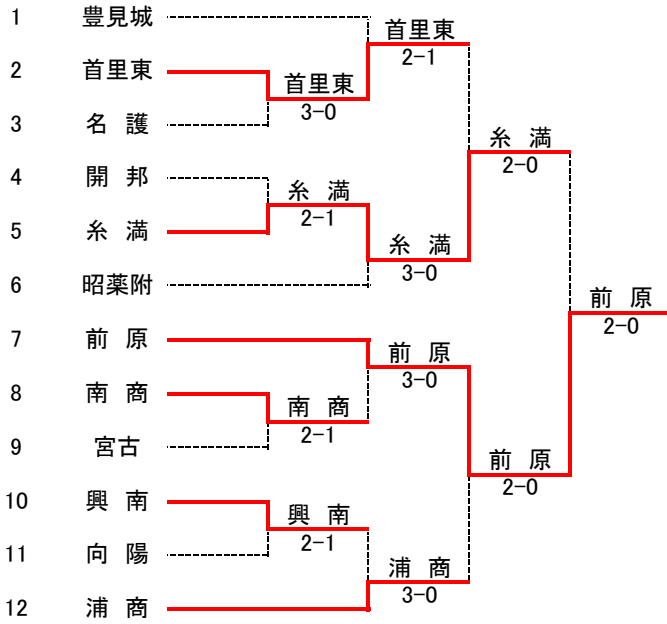 1 豊見城
2 首里東
3 名 護
4 開 邦
5 糸 満
6 昭薬附
7 前 原
8 南 商
9 宮古
10 興 南
11 向 陽
12 浦 商
首里東
3-0
糸 満
2-1
南 商
2-1
興 南
2-1
首里東
2-1
糸 満
3-0
前 原
3-0
浦 商
3-0
糸 満
2-0
前 原
2-0
前 原
2-0